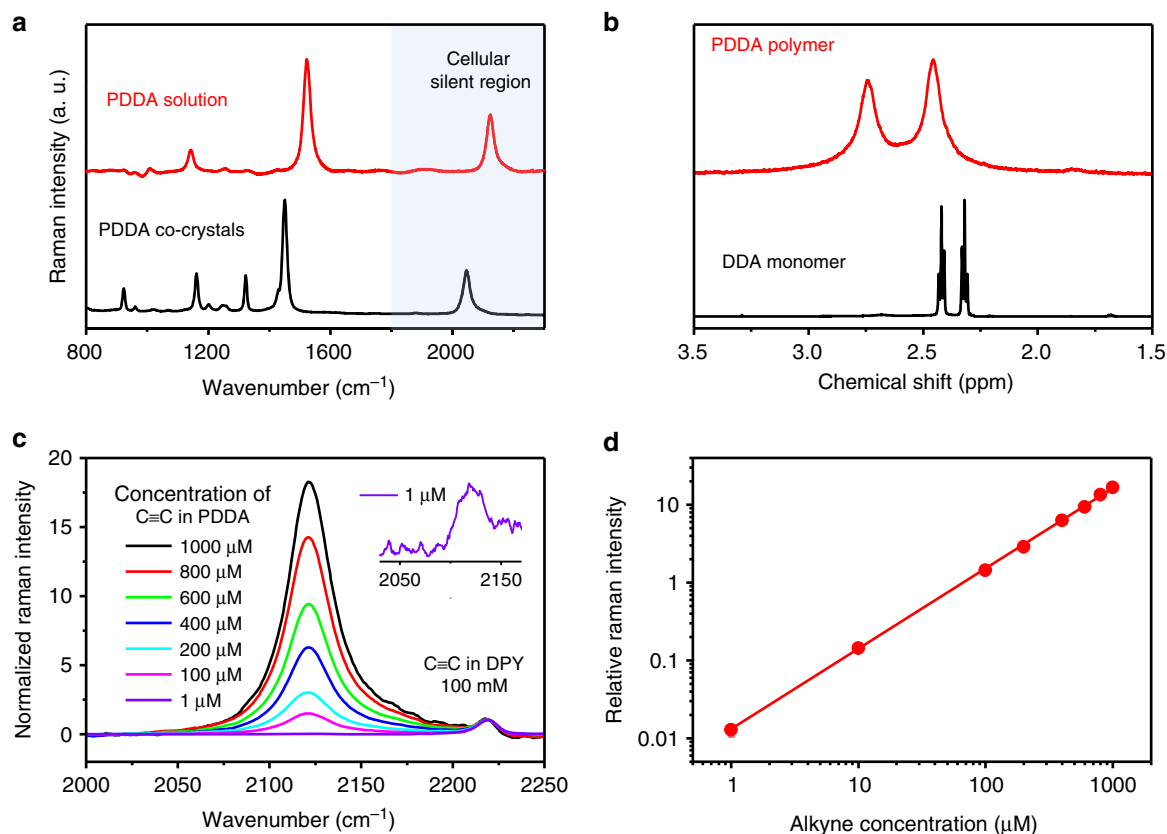 a
Raman intensity (a. u.)
PDDA solution
Cellular
silent region
PDDA co-crystals
800 1200 1600 2000
Wavenumber (cm⁻¹)
b
PDDA polymer
DDA monomer
3.5 3.0 2.5 2.0 1.5
Chemical shift (ppm)
c
Normalized raman intensity
20
15
10
5
0
Concentration of
C≡C in PDDA
1000 μM
800 μM
600 μM
400 μM
200 μM
100 μM
1 μM
1 μM
2050 2150
C≡C in DPY
100 mM
2000 2050 2100 2150 2200 2250
Wavenumber (cm⁻¹)
d
Relative raman intensity
10
1
0.1
0.01
1 10 100 1000
Alkyne concentration (μM)